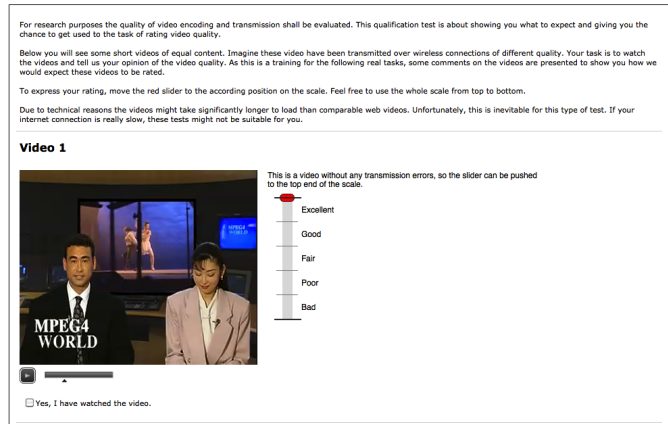 For research purposes the quality of video encoding and transmission shall be evaluated. This qualification test is about showing you what to expect and giving you the
chance to get used to the task of rating video quality.
Below you will see some short videos of equal content. Imagine these video have been transmitted over wireless connections of different quality. Your task is to watch
the videos and tell us your opinion of the video quality. As this is a training for the following real tasks, some comments on the videos are presented to show you how we
would expect these videos to be rated.
To express your rating, move the red slider to the according position on the scale. Feel free to use the whole scale from top to bottom.
Due to technical reasons the videos might take significantly longer to load than comparable web videos. Unfortunately, this is inevitable for this type of test. If your
internet connection is really slow, these tests might not be suitable for you.
Video 1
This is a video without any transmission errors, so the slider can be pushed
to the top end of the scale.
Excellent
Good
Fair
Poor
Bad
MPEG4
WORLD
MPEG4
WORLD
Yes, I have watched the video.